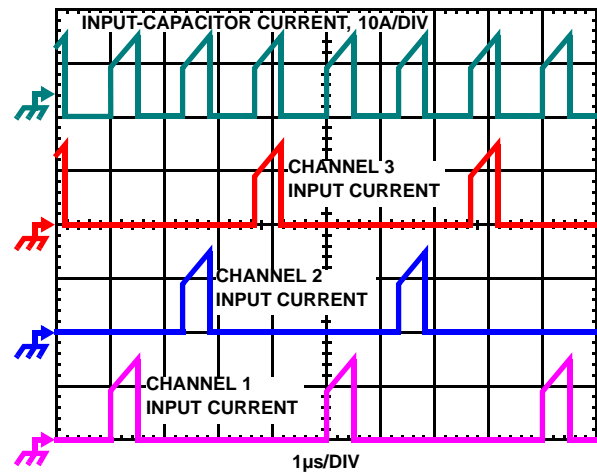 INPUT-CAPACITOR CURRENT, 10A/DIV
CHANNEL 3
INPUT CURRENT
CHANNEL 2
INPUT CURRENT
CHANNEL 1
INPUT CURRENT
1µs/DIV